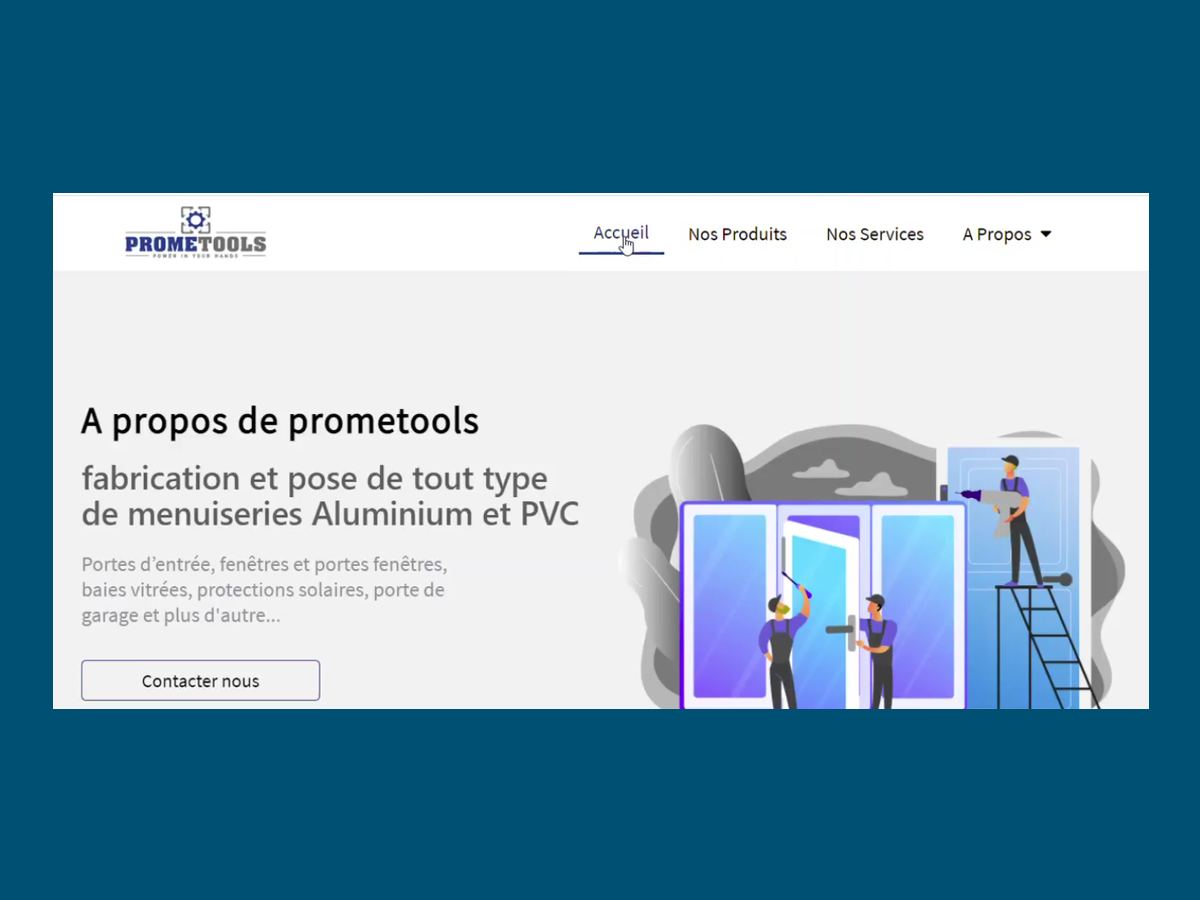 PROMETOOLS
POWER IN YOUR HANDS
Accueil
Nos Produits
Nos Services
A Propos
A propos de prometools
fabrication et pose de tout type
de menuiseries Aluminium et PVC
Portes d’entrée, fenêtres et portes fenêtres,
baies vitrées, protections solaires, porte de
garage et plus d'autre...
Contacter nous